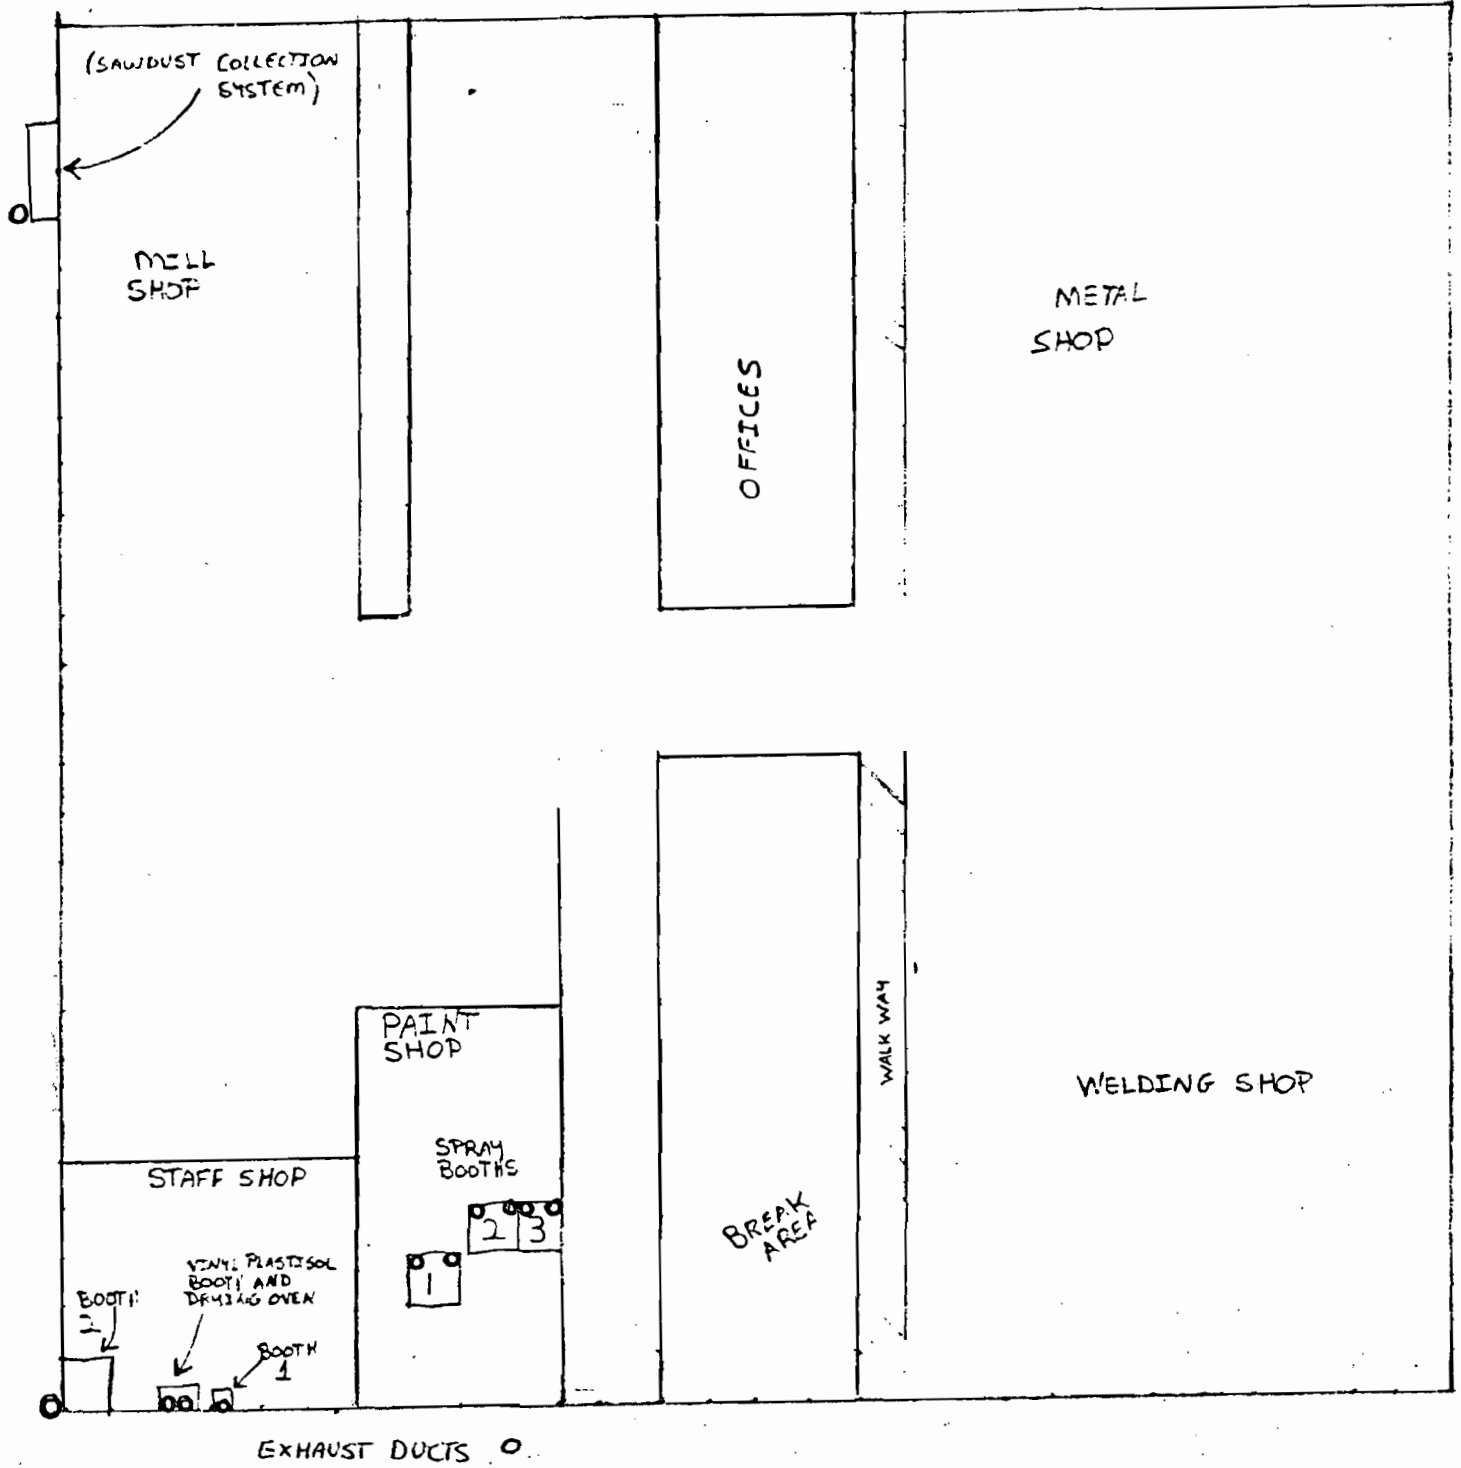 (SAWDUST COLLECTION
SYSTEM)
MILL
SHOP
METAL
SHOP
OFFICES
PAINT
SHOP
WALK WAY
WELDING SHOP
SPRAY
BOOTHS
STAFF SHOP
2 3
1
BREAK
AREA
VINYL PLASTISOL
BOOTH AND
DRYING OVEN
BOOTH
2
BOOTH
1
EXHAUST DUCTS O